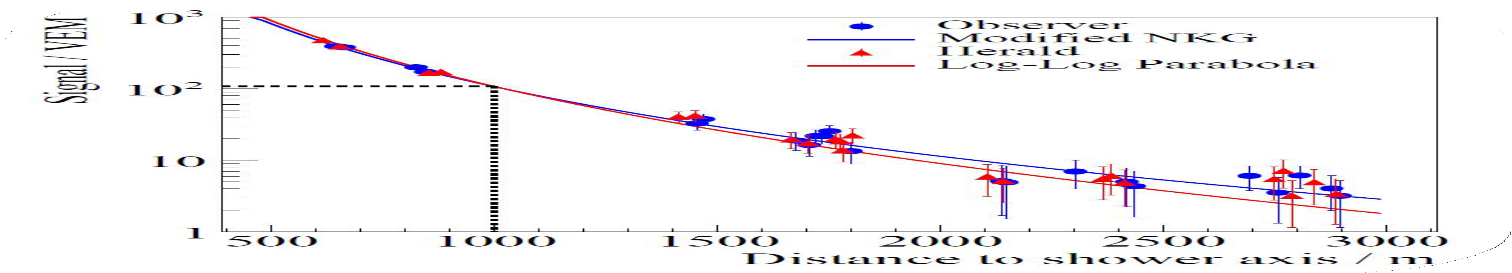 Signal / VEM
10³
10²
10
1
Observer
Modified NKG
Herald
Log-Log Parabola
500 1000 1500 2000 2500 3000
Distance to shower axis / m